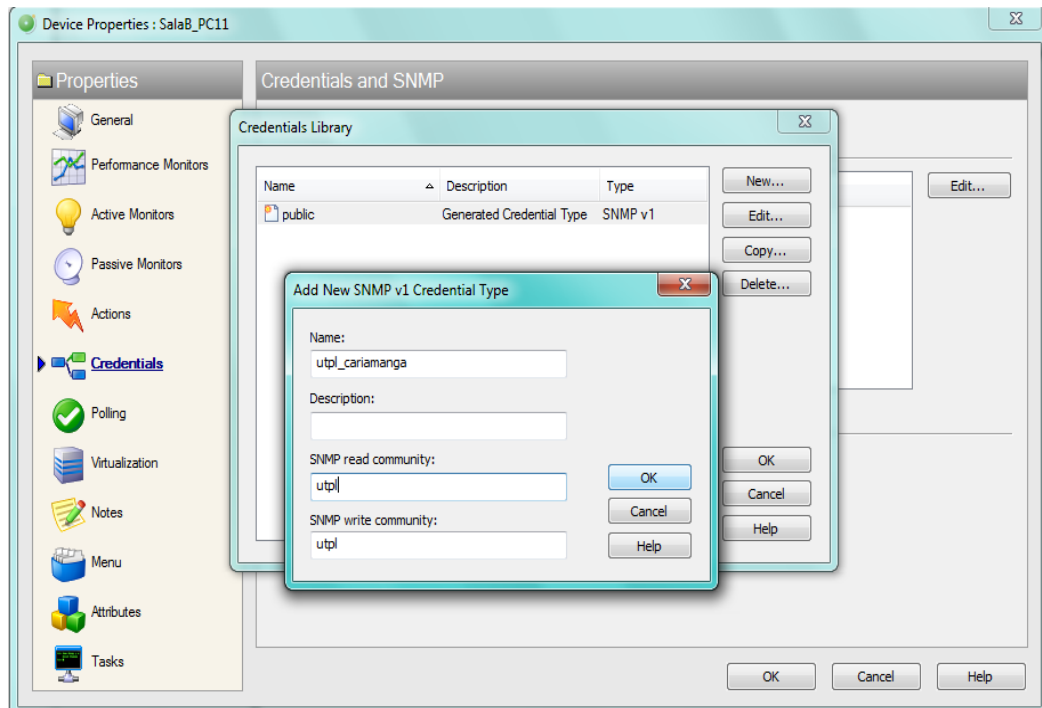 Device Properties : SalaB_PC11
Properties
General
Performance Monitors
Active Monitors
Passive Monitors
Actions
Credentials
Polling
Virtualization
Notes
Menu
Attributes
Tasks
Credentials and SNMP
Edit...
Credentials Library
Name Description Type
public Generated Credential Type SNMP v1
New...
Edit...
Copy...
Delete...
OK
Cancel
Help
Add New SNMP v1 Credential Type
Name:
utpl_cariamanga
Description:
SNMP read community:
utpl
SNMP write community:
utpl
OK
Cancel
Help
OK Cancel Help